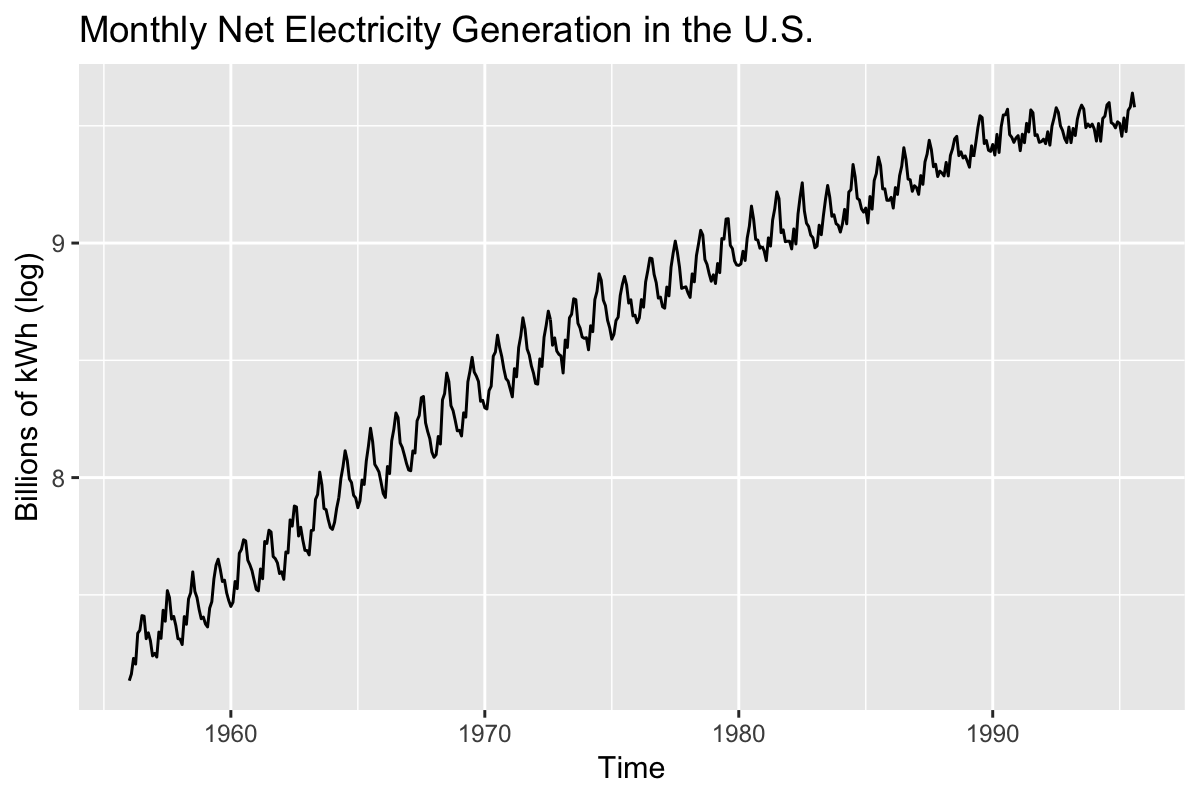 Monthly Net Electricity Generation in the U.S.
Billions of kWh (log)
9
8
1960 1970 1980 1990
Time